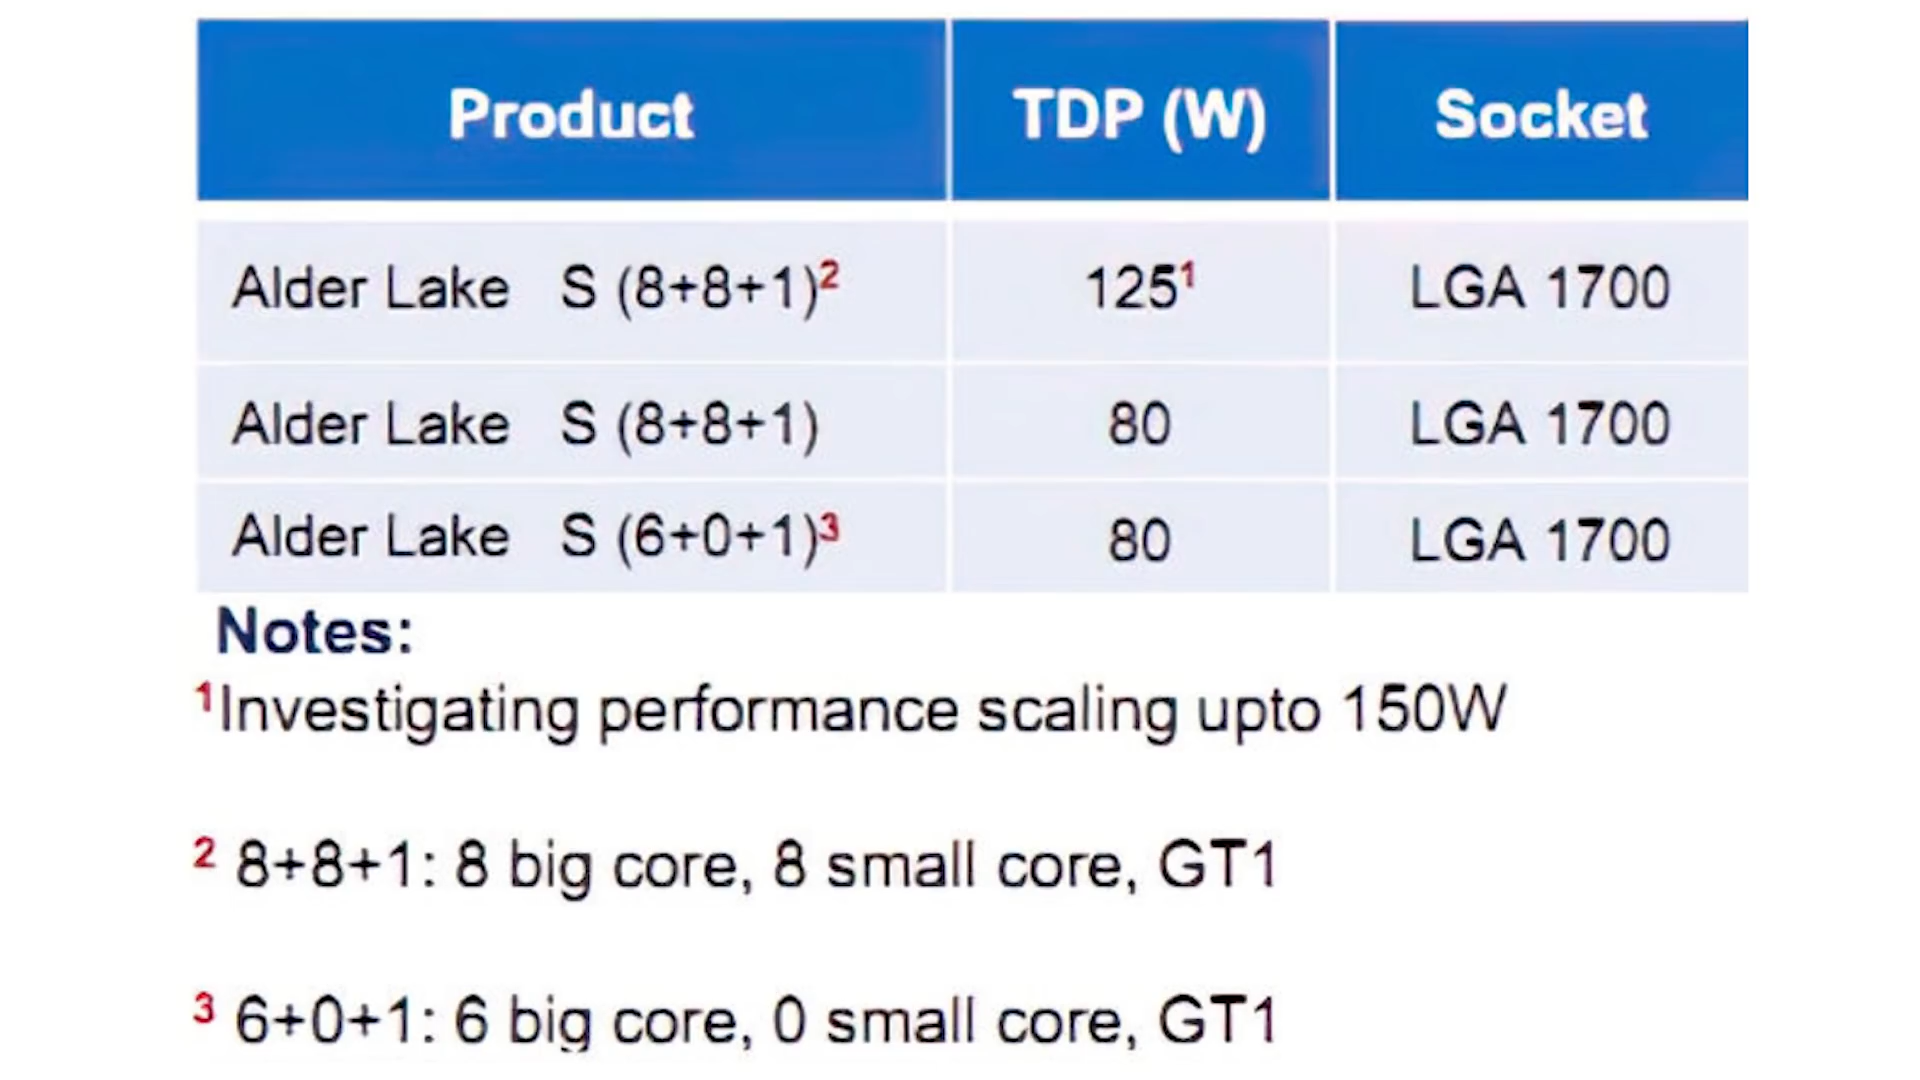 Product TDP (W) Socket
Alder Lake S (8+8+1)2 1251 LGA 1700
Alder Lake S (8+8+1) 80 LGA 1700
Alder Lake S (6+0+1)3 80 LGA 1700
Notes:
1Investigating performance scaling upto 150W
2 8+8+1: 8 big core, 8 small core, GT1
3 6+0+1: 6 big core, 0 small core, GT1